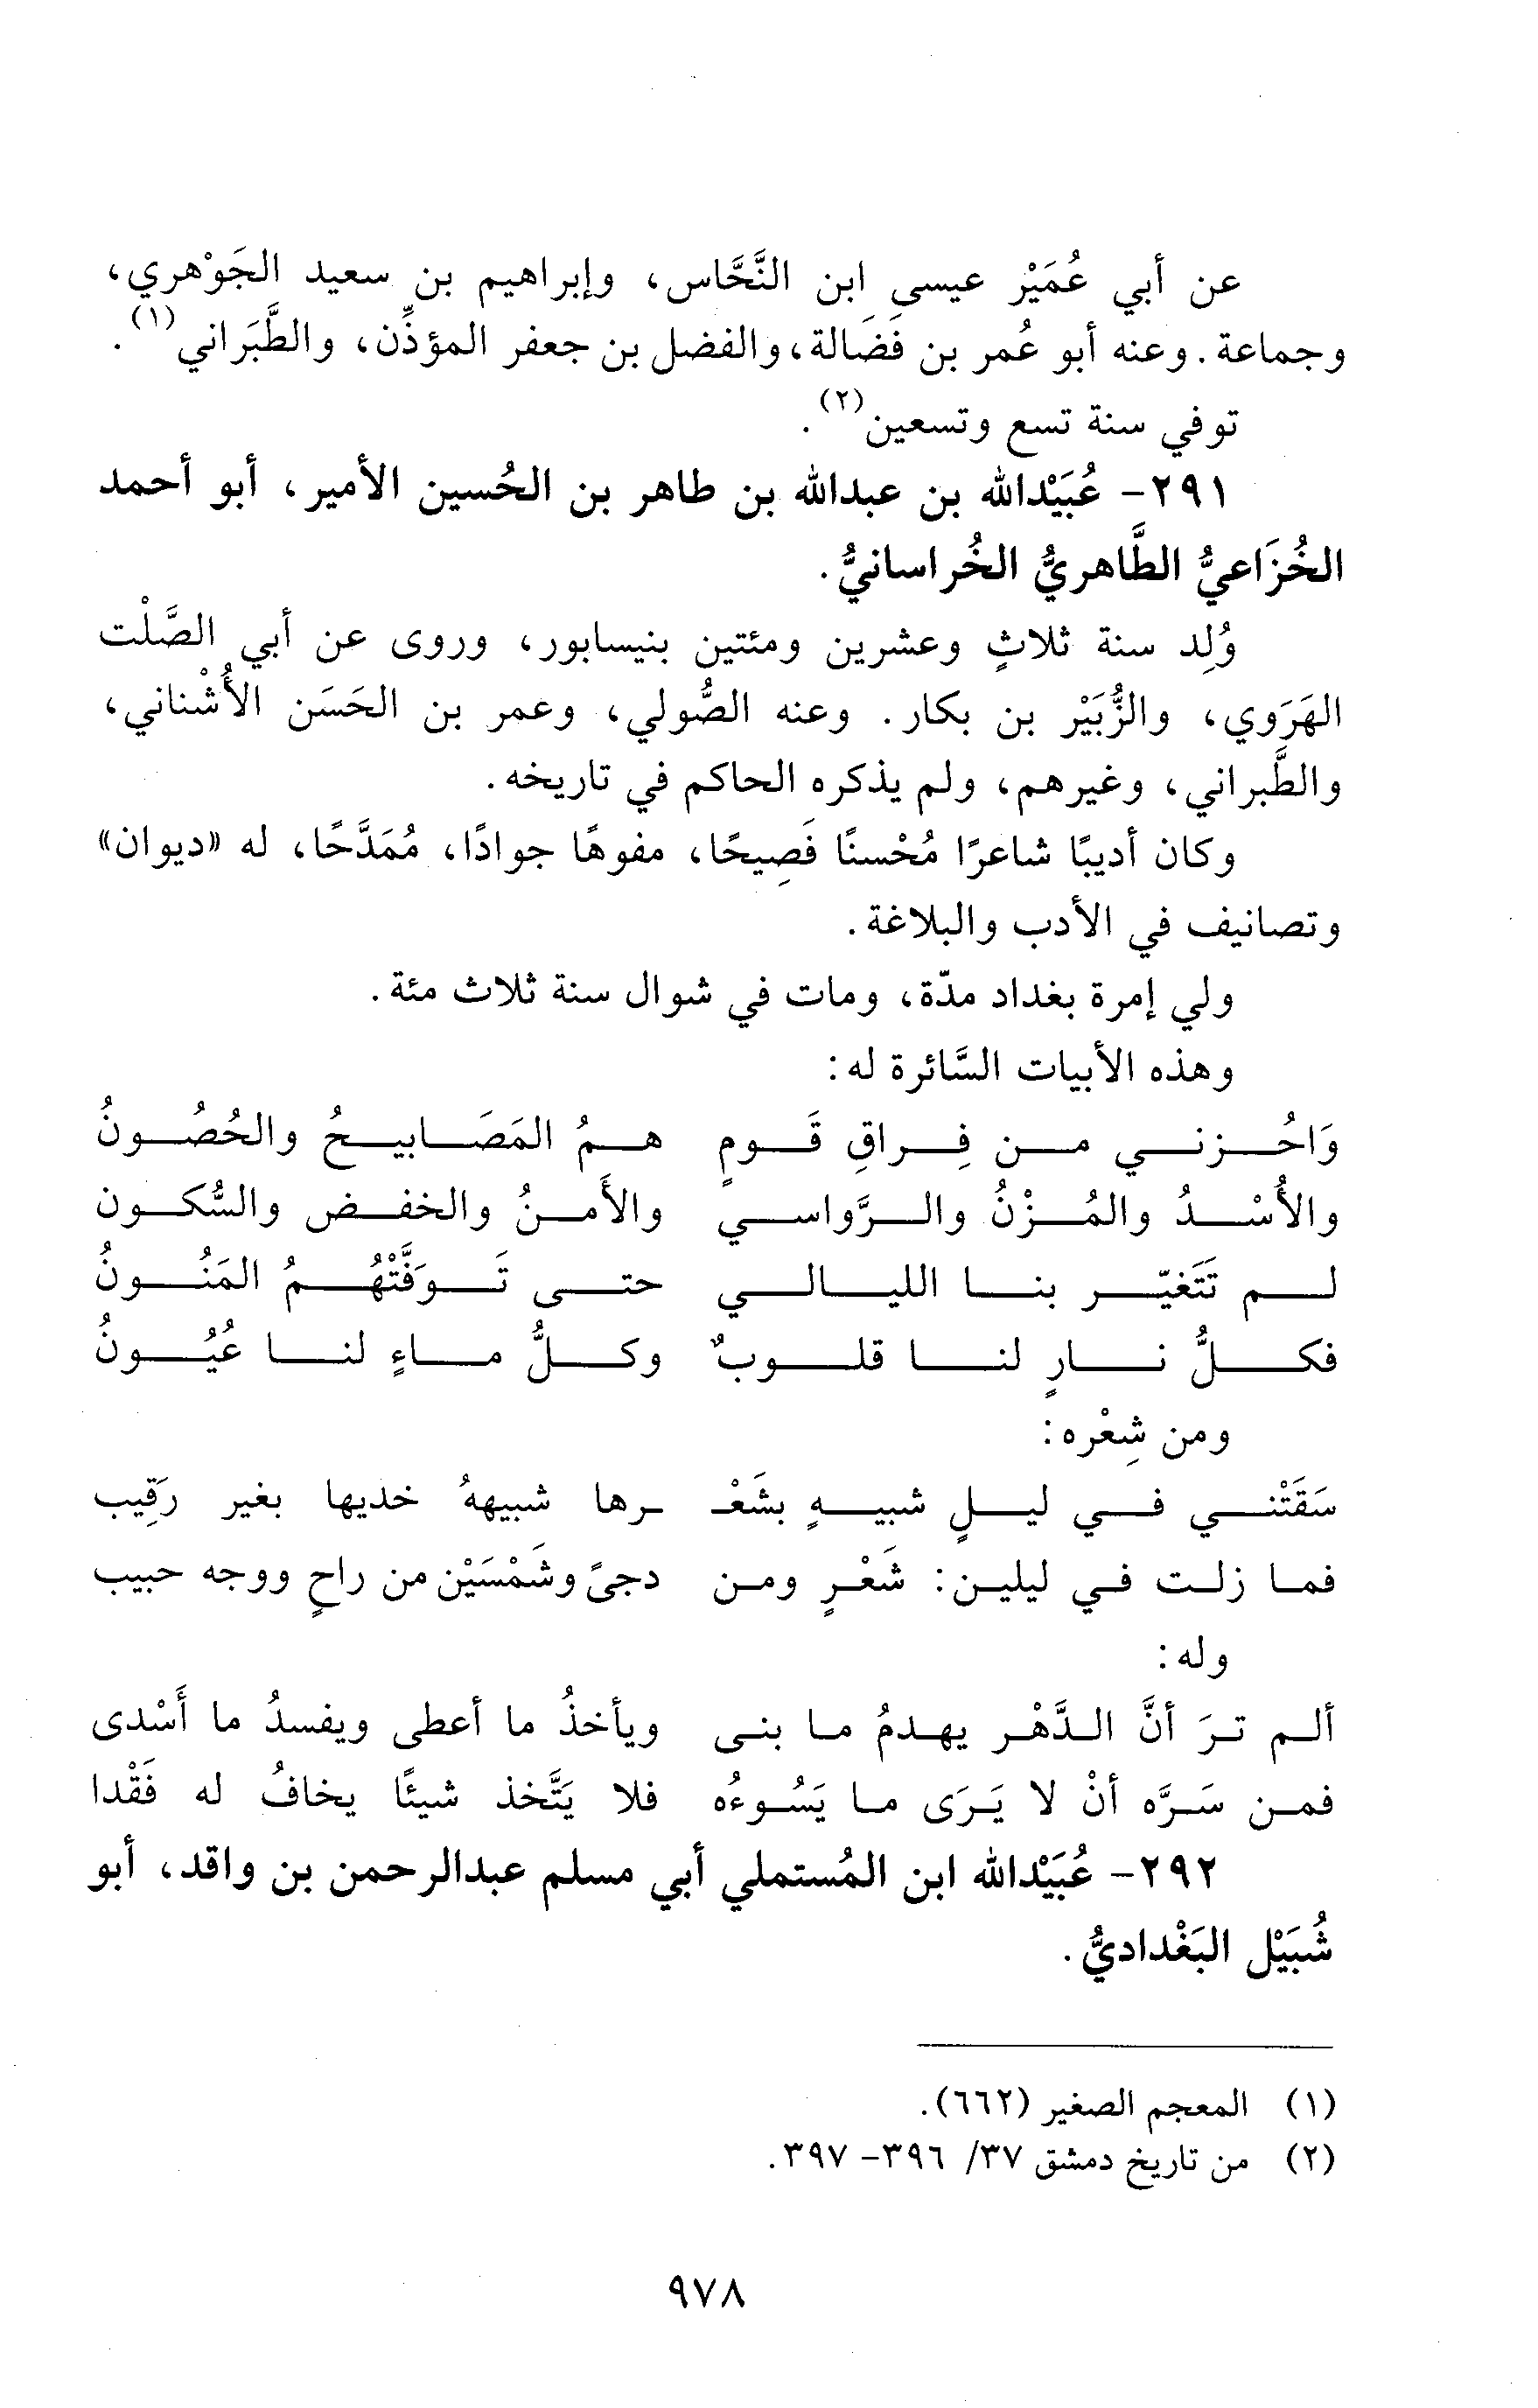 عن أبي عُمَيْر عيسى ابن النَّحَّاس، وإبراهيم بن سعيد الجَوْهري،
وجماعة. وعنه أبو عُمر بن فَضَالة، والفضل بن جعفر المؤذِّن، والطَّبَراني(١).
توفي سنة تسع وتسعين(٢).
٢٩١- عُبَيْدالله بن عبدالله بن طاهر بن الحُسين الأمير، أبو أحمد
الخُزَاعيُّ الطَّاهريُّ الخُراسانيُّ.
وُلِد سنة ثلاثٍ وعشرين ومئتين بنيسابور، وروى عن أبي الصَّلْت
الهَرَوي، والزُّبَيْر بن بكار. وعنه الصُّولي، وعمر بن الحَسَن الأُشْناني،
والطَّبراني، وغيرهم، ولم يذكره الحاكم في تاريخه.
وكان أديبًا شاعرًا مُحْسنًا فَصِيحًا، مفوهًا جوادًا، مُمَدَّحًا، له «ديوان»
وتصانيف في الأدب والبلاغة.
ولي إمرة بغداد مدّة، ومات في شوال سنة ثلاث مئة.
وهذه الأبيات السَّائرة له:
وَاحُزني من فِراقِ قَومٍ هـمُ المَصَابيحُ والحُصُونُ
والأُسْدُ والمُزْنُ والرَّواسي والأَمنُ والخفض والسُّكون
لم تَتَغيّر بنا الليالي حتى تَوَفَّتْهُمُ المَنُونُ
فكلُّ نارٍ لنا قلوبٌ وكلُّ ماءٍ لنا عُيُونُ
ومن شِعْره:
سَقَتْني في ليلٍ شبيهٍ بشَعْـ ـرها شبيههُ خديها بغير رَقِيب
فما زلت في ليلين: شَعْرٍ ومن دجىً وشَمْسَيْن من راحٍ ووجه حبيب
وله:
ألم ترَ أنَّ الدَّهْر يهدمُ ما بنى ويأخذُ ما أعطى ويفسدُ ما أَسْدى
فمن سَرَّه أنْ لا يَرَى ما يَسُوءُه فلا يَتَّخذ شيئًا يخافُ له فَقْدا
٢٩٢- عُبَيْدالله ابن المُستملي أبي مسلم عبدالرحمن بن واقد، أبو
شُبَيْل البَغْداديُّ.
(١) المعجم الصغير (٦٦٢).
(٢) من تاريخ دمشق ٣٧/ ٣٩٦- ٣٩٧.
٩٧٨